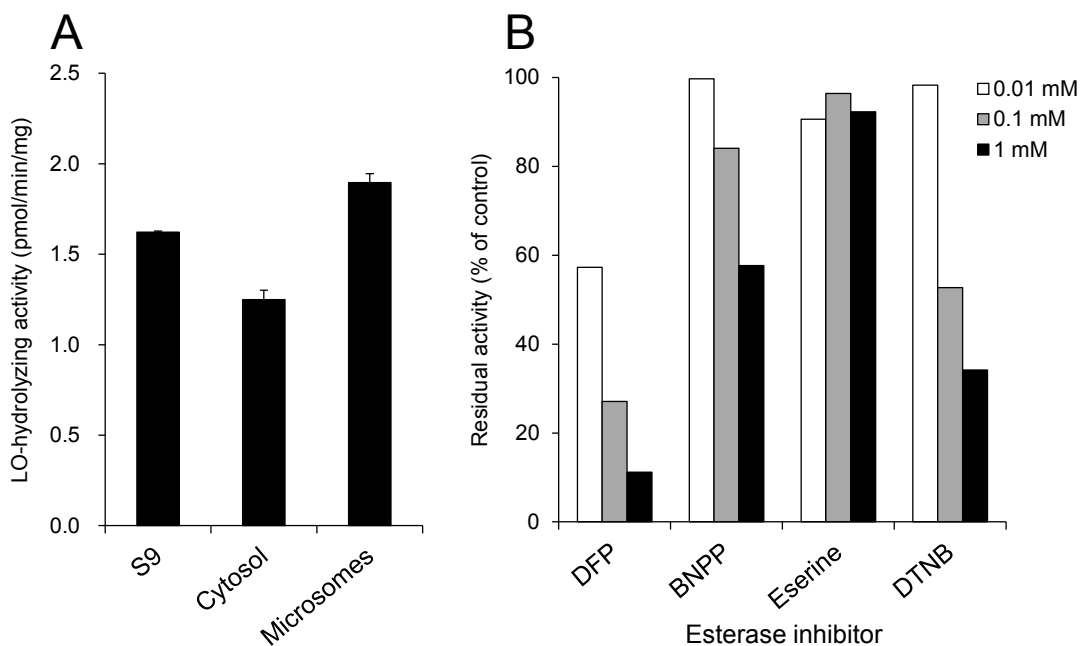 A
LO-hydrolyzing activity (pmol/min/mg)
2.5
2.0
1.5
1.0
0.5
0.0
S9
Cytosol
Microsomes
B
Residual activity (% of control)
100
80
60
40
20
0
0.01 mM
0.1 mM
1 mM
DFP
BNPP
Eserine
DTNB
Esterase inhibitor